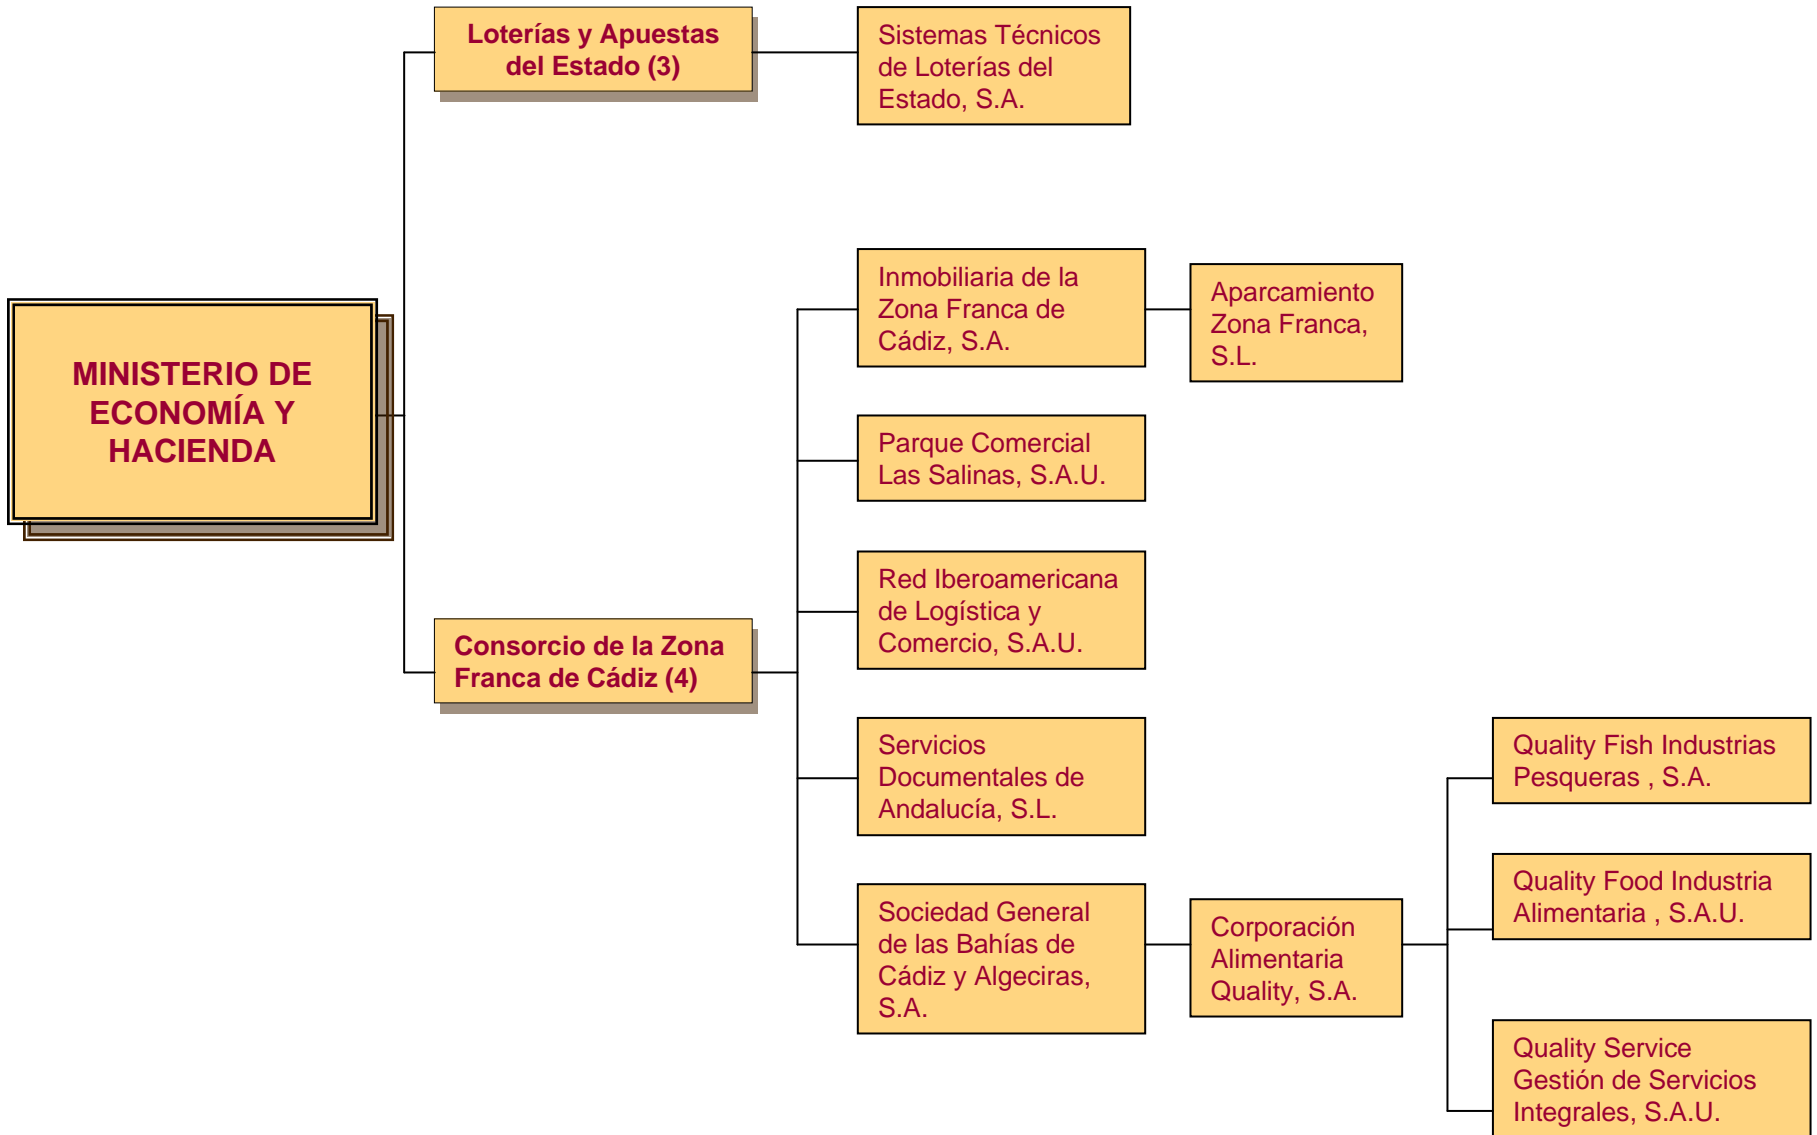 Loterías y Apuestas
del Estado (3)
Sistemas Técnicos
de Loterías del
Estado, S.A.
MINISTERIO DE
ECONOMÍA Y
HACIENDA
Inmobiliaria de la
Zona Franca de
Cádiz, S.A.
Aparcamiento
Zona Franca,
S.L.
Parque Comercial
Las Salinas, S.A.U.
Red Iberoamericana
de Logística y
Comercio, S.A.U.
Consorcio de la Zona
Franca de Cádiz (4)
Servicios
Documentales de
Andalucía, S.L.
Sociedad General
de las Bahías de
Cádiz y Algeciras,
S.A.
Corporación
Alimentaria
Quality, S.A.
Quality Fish Industrias
Pesqueras , S.A.
Quality Food Industria
Alimentaria , S.A.U.
Quality Service
Gestión de Servicios
Integrales, S.A.U.